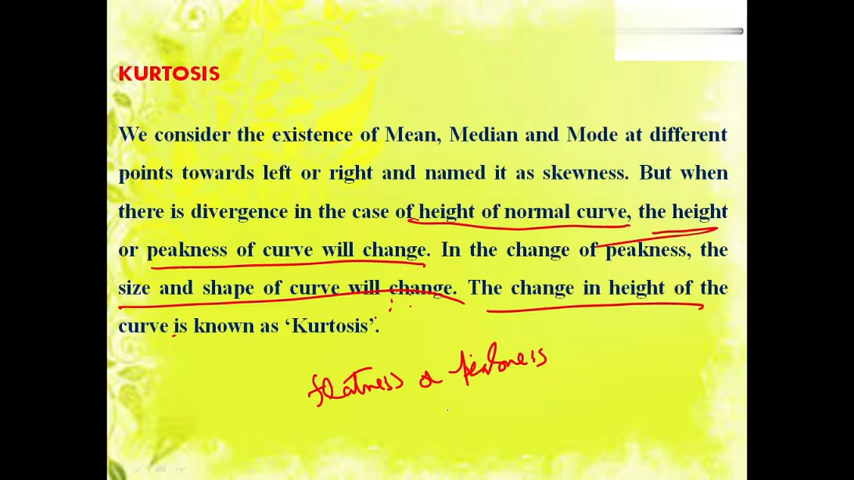 KURTOSIS
We consider the existence of Mean, Median and Mode at different
points towards left or right and named it as skewness. But when
there is divergence in the case of height of normal curve, the height
or peakness of curve will change. In the change of peakness, the
size and shape of curve will change. The change in height of the
curve is known as ‘Kurtosis’.
flatness or peakness